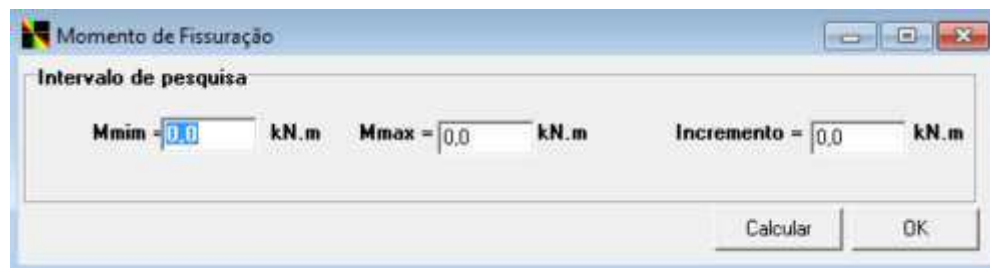 Momento de Fissuração
Intervalo de pesquisa
Mmim = 0,0 kN.m Mmax = 0,0 kN.m Incremento = 0,0 kN.m
Calcular OK